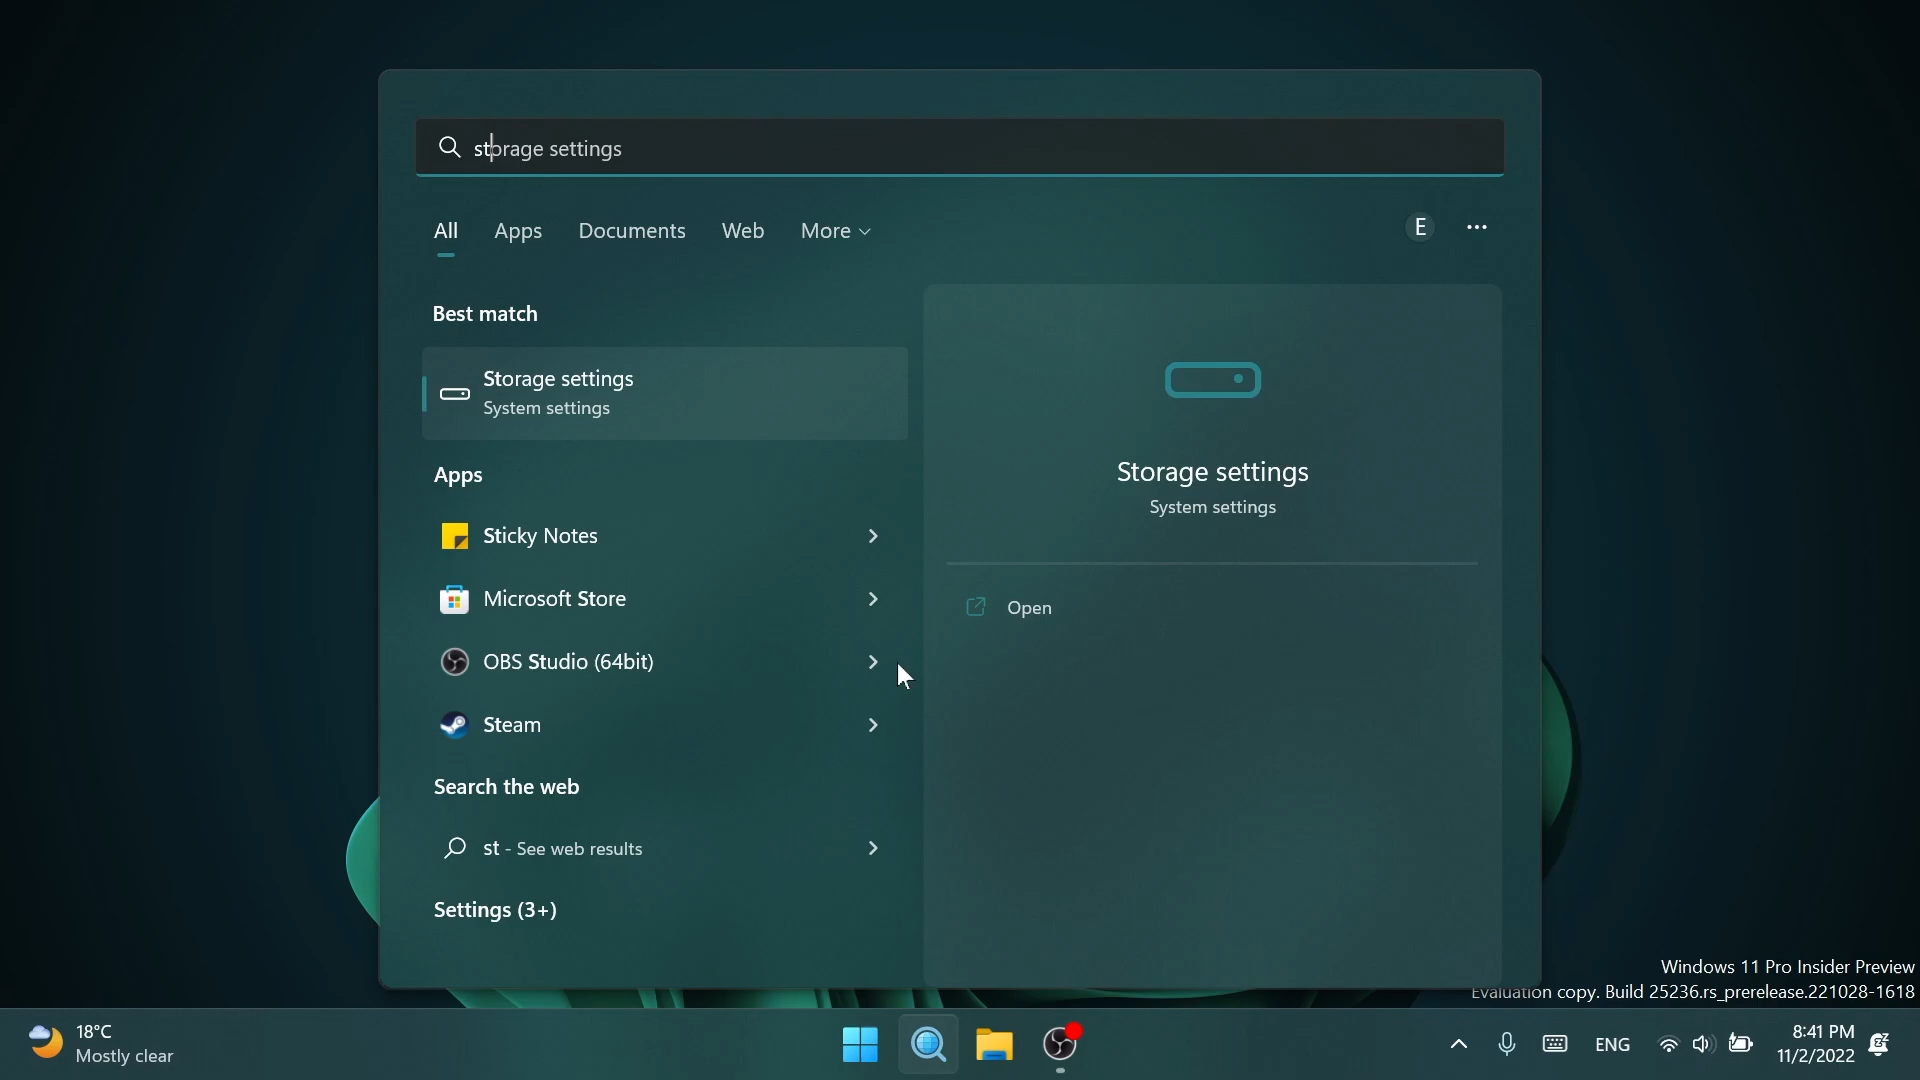 storage settings
All Apps Documents Web More
E
Best match
Storage settings
System settings
Apps
Sticky Notes
Microsoft Store
OBS Studio (64bit)
Steam
Search the web
st - See web results
Settings (3+)
Storage settings
System settings
Open
Windows 11 Pro Insider Preview
Evaluation copy. Build 25236.rs_prerelease.221028-1618
18°C
Mostly clear
ENG
8:41 PM
11/2/2022